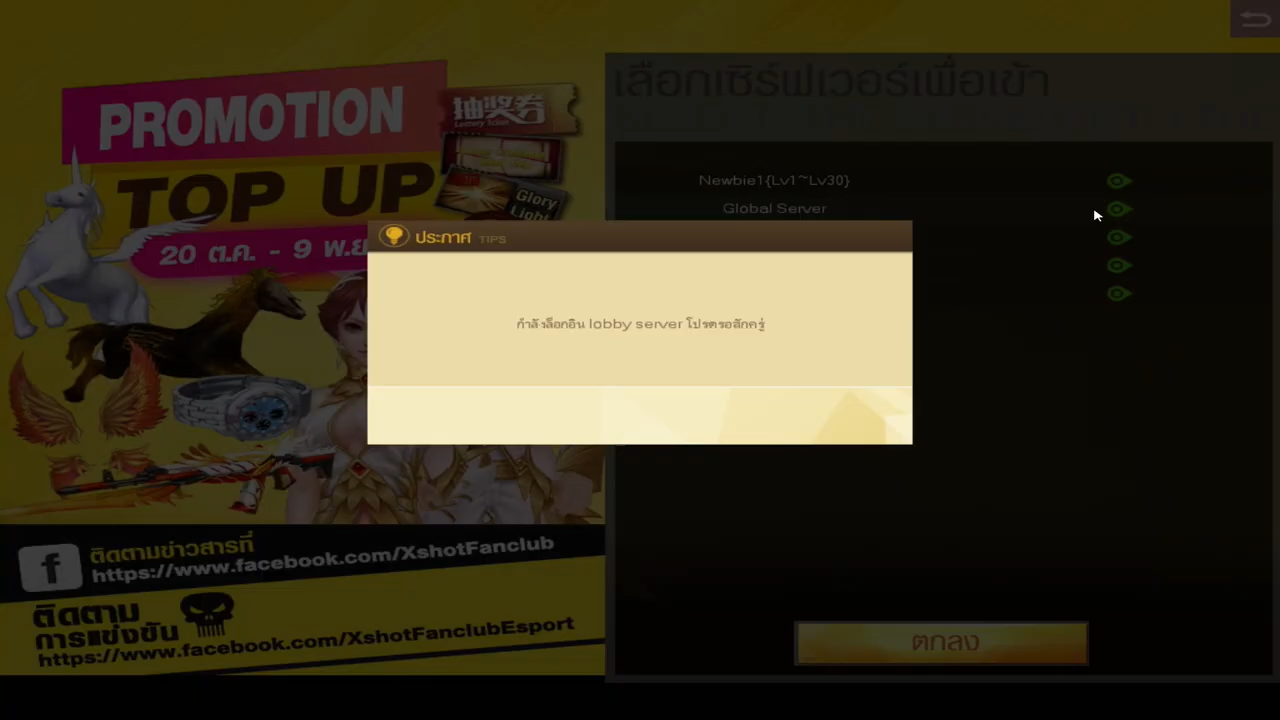 PROMOTION
抽奖券
Lottery Ticket
TOP UP
Glory
Light
20 ต.ค. - 9 พ.ย
เลือกเซิร์ฟเวอร์เพื่อเข้า
Newbie1{Lv1~Lv30}
Global Server
ประกาศ TIPS
กำลังล็อกอิน lobby server โปรดรอสักครู่
ติดตามข่าวสารที่
https://www.facebook.com/XshotFanclub
ติดตาม
การแข่งขัน
https://www.facebook.com/XshotFanclubEsport
ตกลง